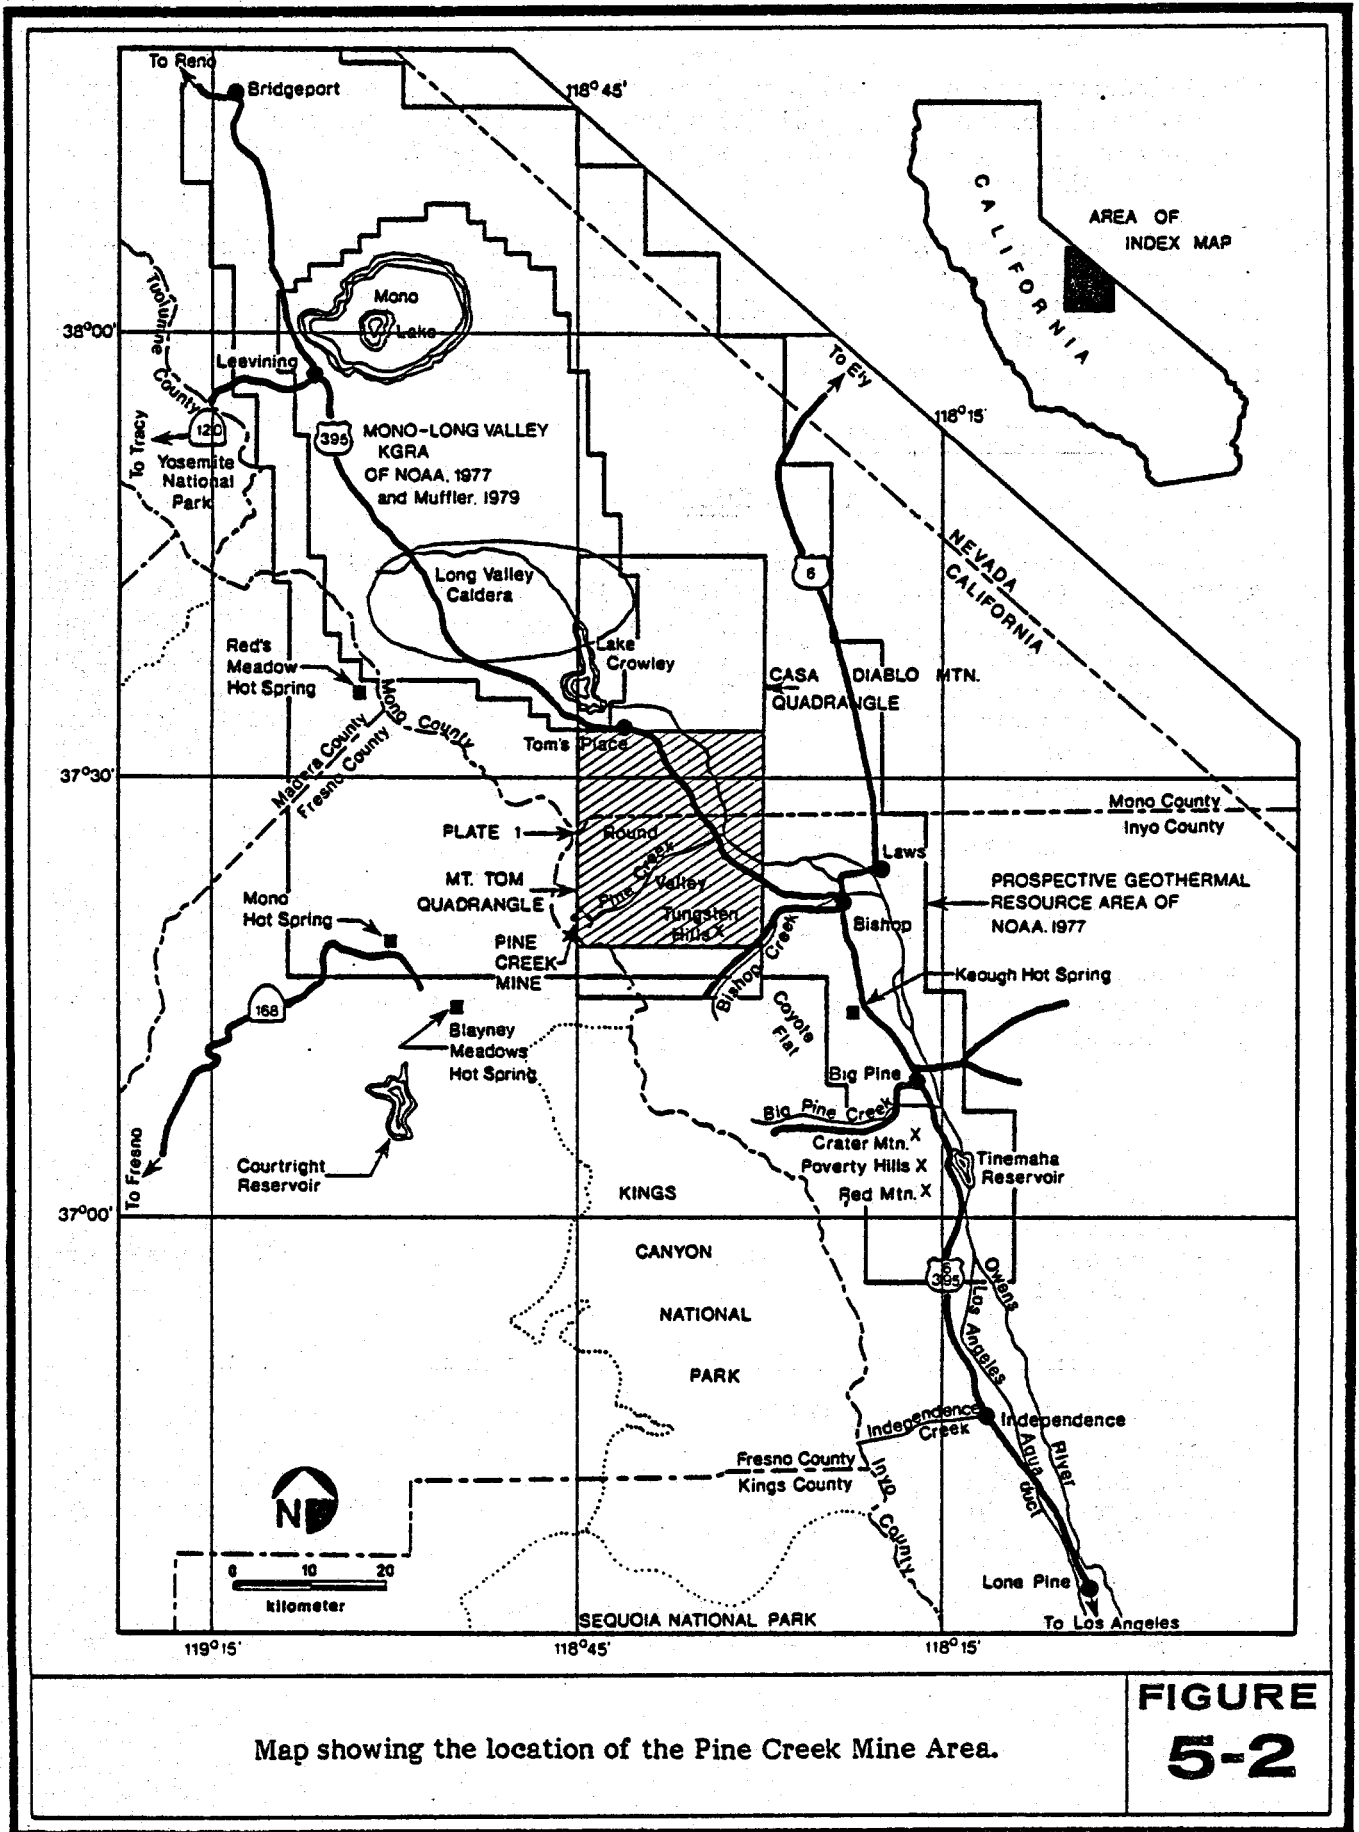 To Reno
Bridgeport
118° 45'
CALIFORNIA
AREA OF
INDEX MAP
Tuolumne
County
Mono
Lake
38°00'
Leevining
To Ely
118° 15'
120
To Tracy
Yosemite
National
Park
395
MONO-LONG VALLEY
KGRA
OF NOAA, 1977
and Muffler, 1979
NEVADA
CALIFORNIA
6
Long Valley
Caldera
Red's
Meadow
Hot Spring
Lake
Crowley
CASA DIABLO MTN.
QUADRANGLE
Mono County
Madera County
Fresno County
Tom's Place
37°30'
Mono County
Inyo County
PLATE 1
Round
Valley
Pine Creek
Laws
MT. TOM
QUADRANGLE
PROSPECTIVE GEOTHERMAL
RESOURCE AREA OF
NOAA, 1977
Mono
Hot Spring
Tungsten
Hills X
Bishop
PINE
CREEK
MINE
Bishop Creek
Keough Hot Spring
168
Coyote
Flat
Blayney
Meadows
Hot Spring
Big Pine
Big Pine Creek
Crater Mtn. X
Poverty Hills X
Red Mtn. X
Tinemaha
Reservoir
To Fresno
Courtright
Reservoir
37°00'
KINGS
CANYON
NATIONAL
PARK
6
395
Owens
River
Los Angeles
Aqua duct
Independence
Creek
Independence
Fresno County
Kings County
Inyo
County
N
0 10 20
kilometer
Lone Pine
To Los Angeles
SEQUOIA NATIONAL PARK
119° 15'
118° 45'
118° 15'
Map showing the location of the Pine Creek Mine Area.
FIGURE
5-2